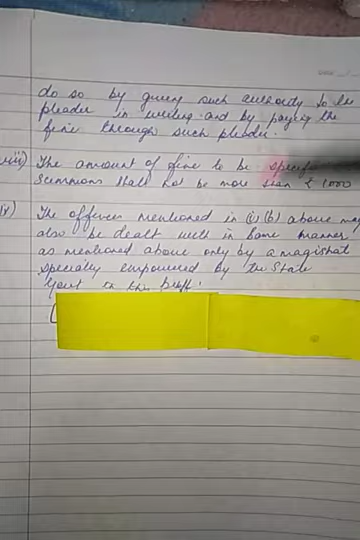 do so by giving such authority to his
pleader in writing and by paying the
fine through such pleader.
viii) The amount of fine to be specifi
Summons shall not be more than ₹ 1000
ix) The offences mentioned in (i) (b) above may
also be dealt with in same manner
as mentioned above only by a magistrat
specially empowered by the State
Govt in this